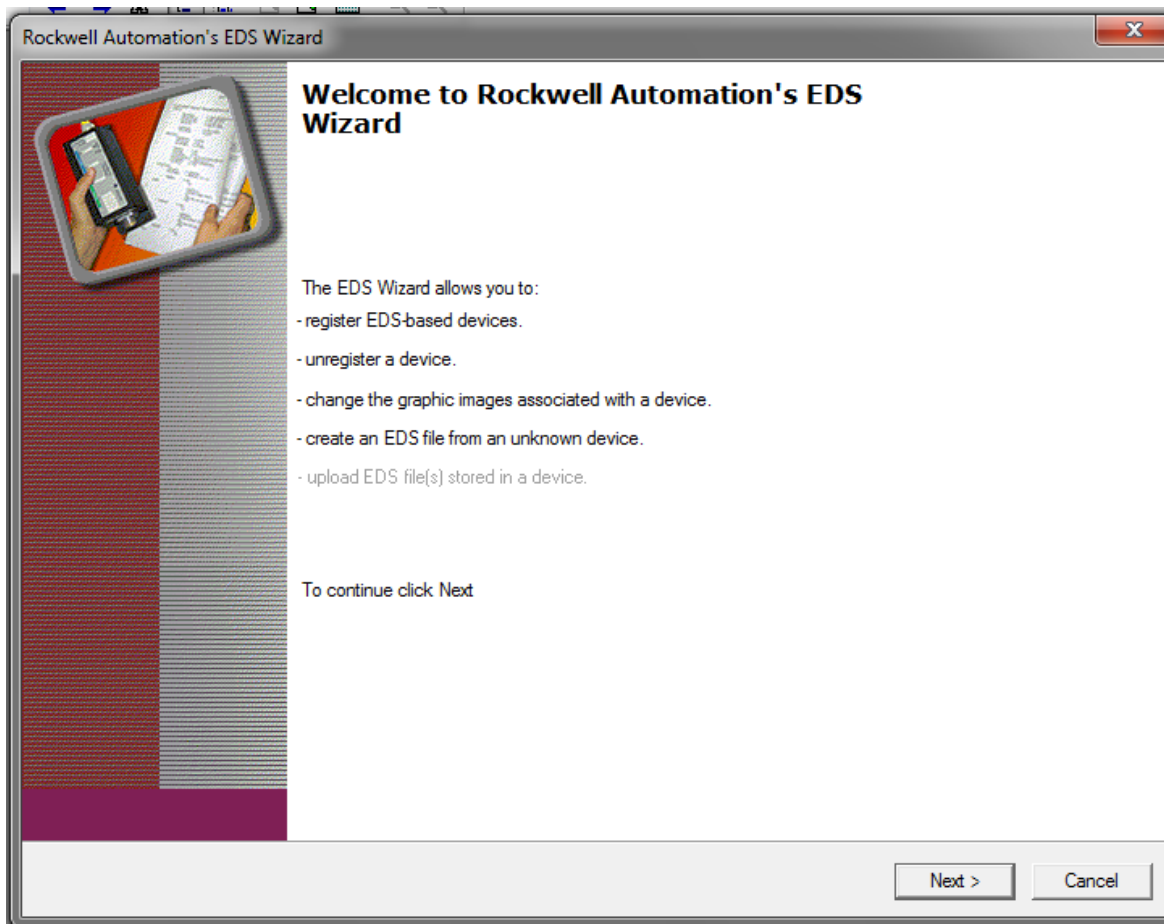 Rockwell Automation's EDS Wizard
Welcome to Rockwell Automation's EDS
Wizard
The EDS Wizard allows you to:
- register EDS-based devices.
- unregister a device.
- change the graphic images associated with a device.
- create an EDS file from an unknown device.
- upload EDS file(s) stored in a device.
To continue click Next
Next >
Cancel